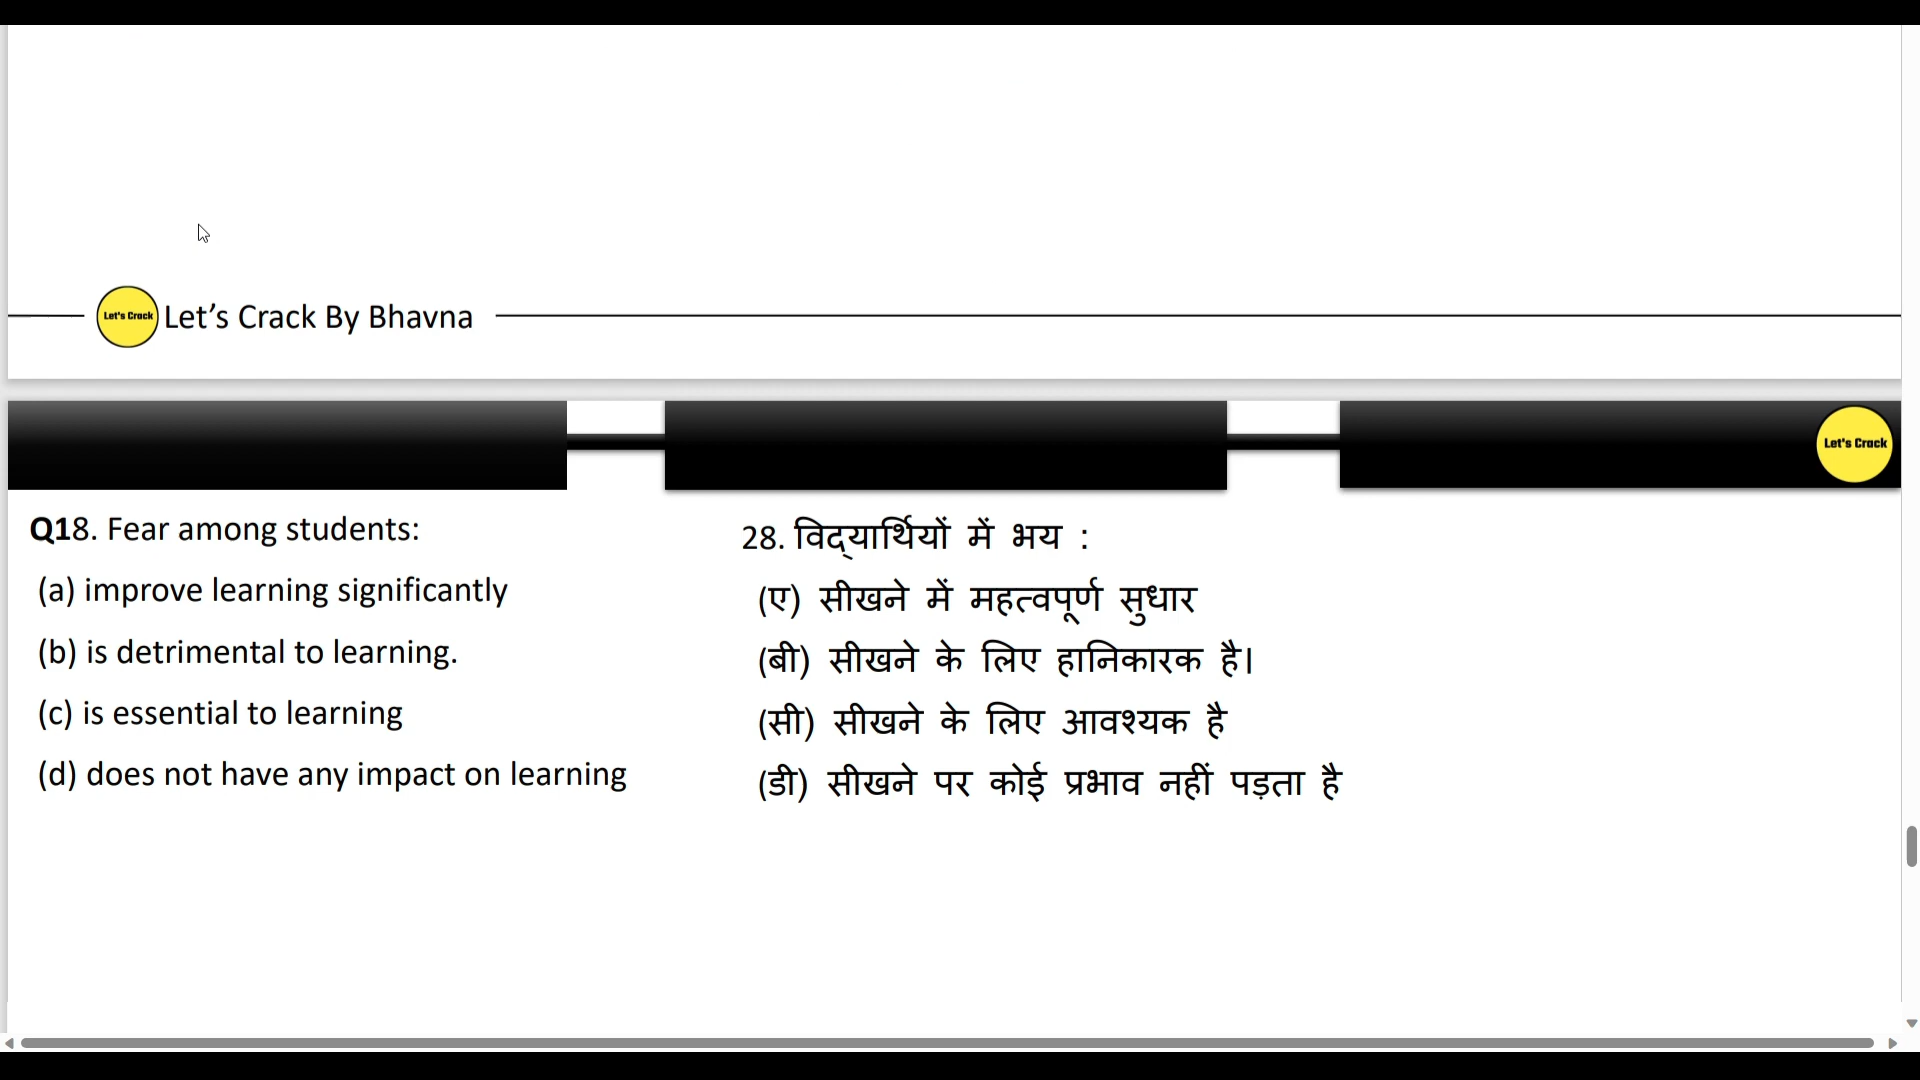 Let's Crack
Let’s Crack By Bhavna
Let's Crack
Q18. Fear among students:
(a) improve learning significantly
(b) is detrimental to learning.
(c) is essential to learning
(d) does not have any impact on learning
28. विद्यार्थियों में भय :
(ए) सीखने में महत्वपूर्ण सुधार
(बी) सीखने के लिए हानिकारक है।
(सी) सीखने के लिए आवश्यक है
(डी) सीखने पर कोई प्रभाव नहीं पड़ता है